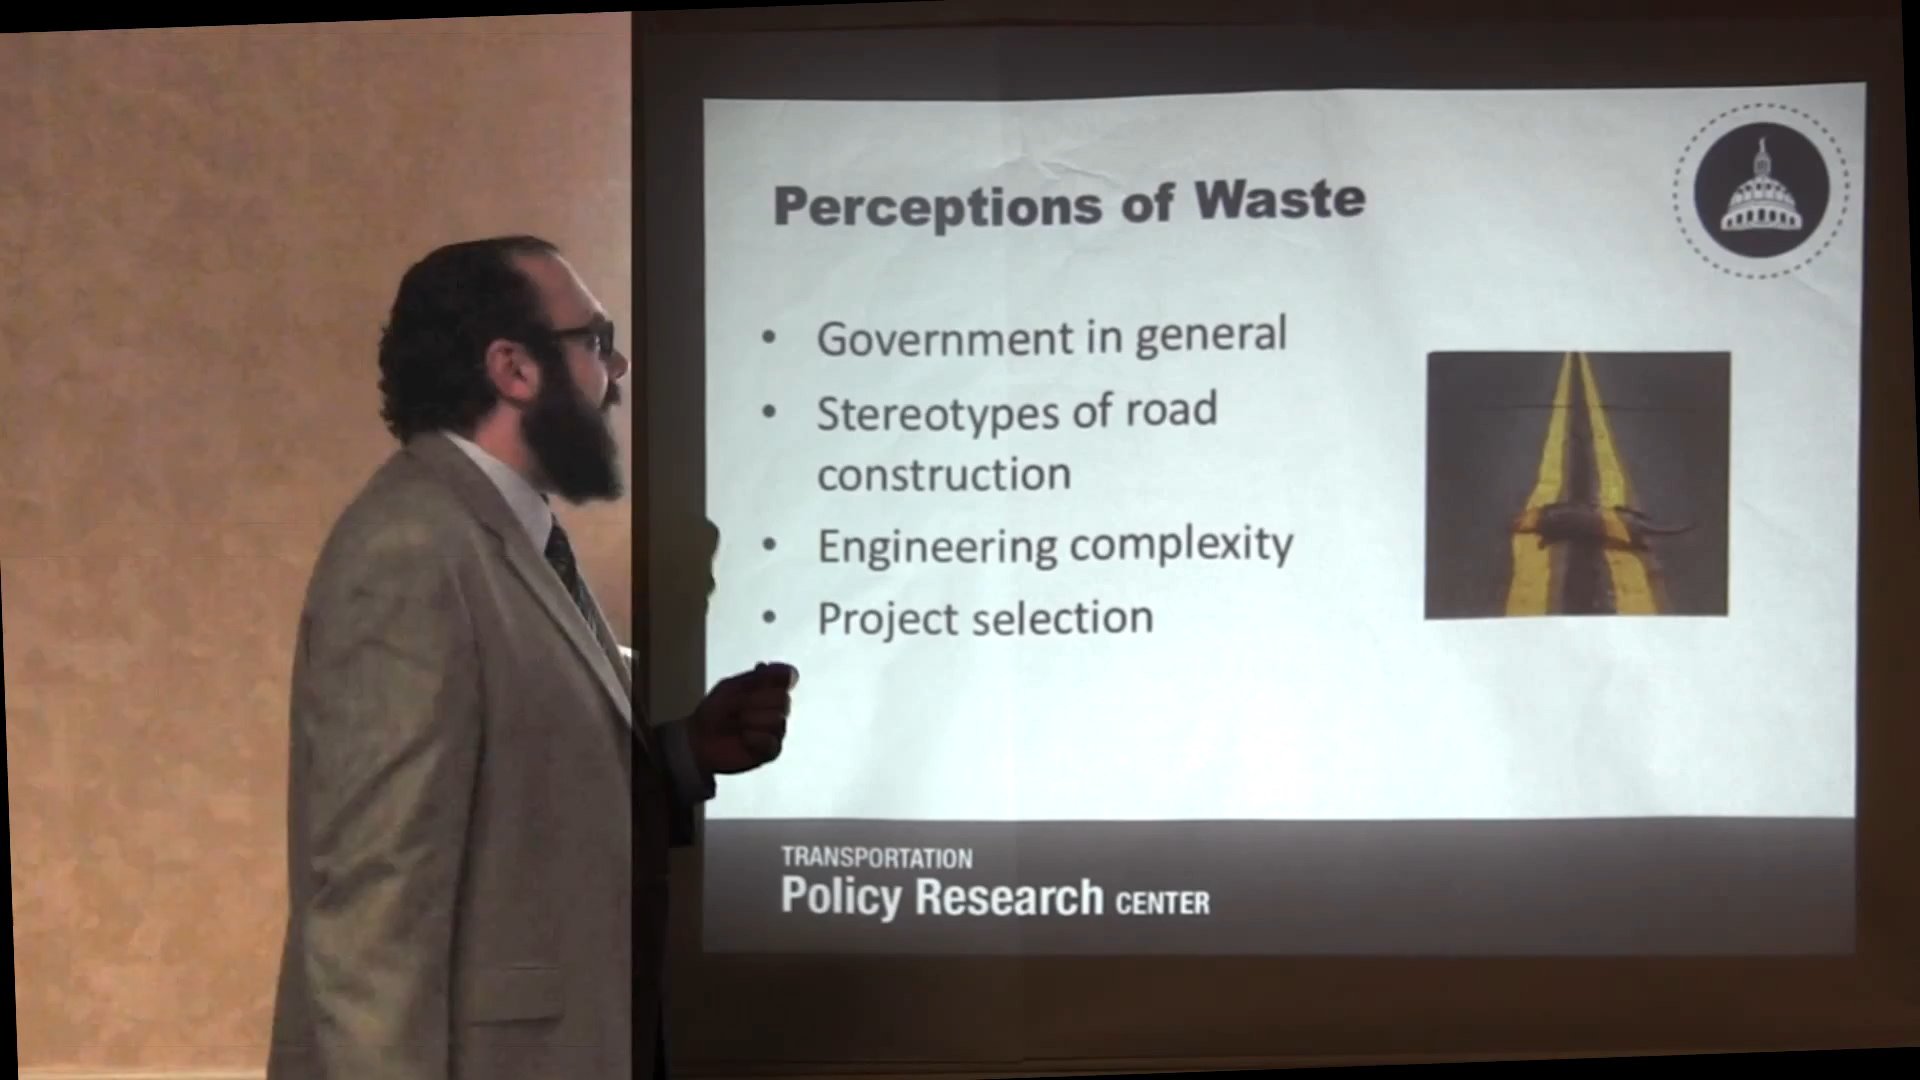 Perceptions of Waste
• Government in general
• Stereotypes of road
construction
• Engineering complexity
• Project selection
TRANSPORTATION
Policy Research CENTER